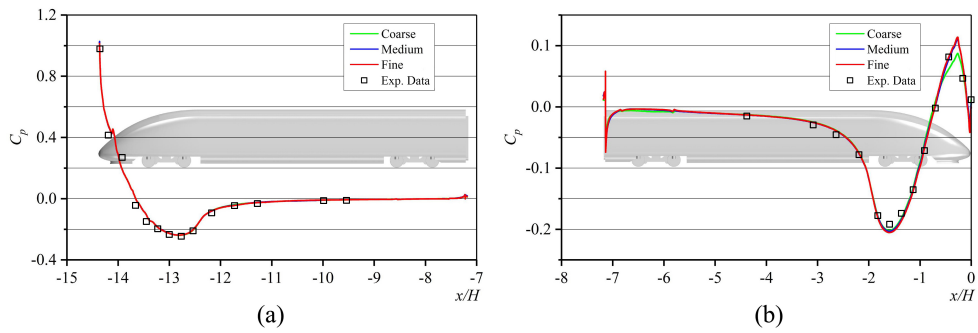 1.2
0.8
0.4
0.0
-0.4
C_p
-15 -14 -13 -12 -11 -10 -9 -8 -7
x/H
Coarse
Medium
Fine
Exp. Data
(a)
0.1
0.0
-0.1
-0.2
C_p
-8 -7 -6 -5 -4 -3 -2 -1 0
x/H
Coarse
Medium
Fine
Exp. Data
(b)